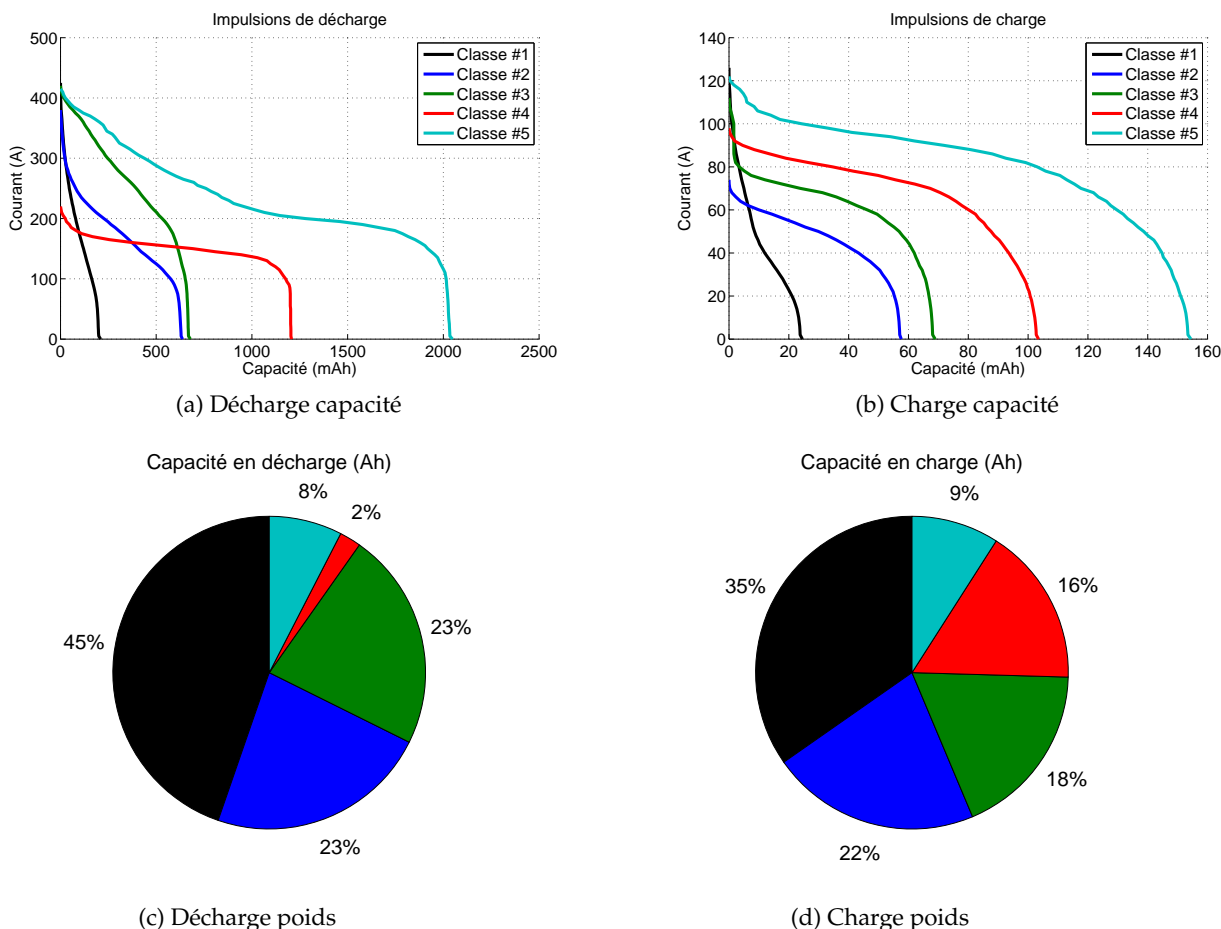 Impulsions de décharge
500
400
300
200
100
0
Courant (A)
0 500 1000 1500 2000 2500
Capacité (mAh)
Classe #1
Classe #2
Classe #3
Classe #4
Classe #5
(a) Décharge capacité
Impulsions de charge
140
120
100
80
60
40
20
0
Courant (A)
0 20 40 60 80 100 120 140 160
Capacité (mAh)
Classe #1
Classe #2
Classe #3
Classe #4
Classe #5
(b) Charge capacité
Capacité en décharge (Ah)
8%
2%
45%
23%
23%
(c) Décharge poids
Capacité en charge (Ah)
9%
35%
16%
18%
22%
(d) Charge poids